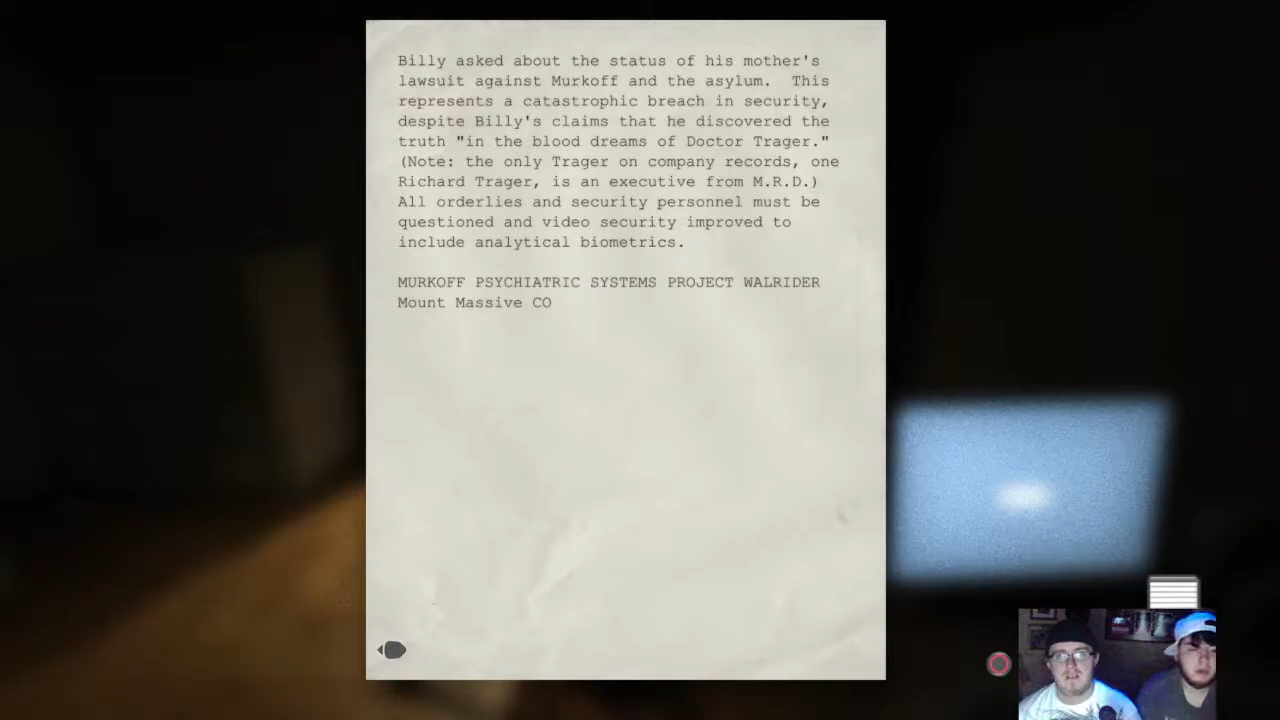 Billy asked about the status of his mother's
lawsuit against Murkoff and the asylum.  This
represents a catastrophic breach in security,
despite Billy's claims that he discovered the
truth "in the blood dreams of Doctor Trager."
(Note: the only Trager on company records, one
Richard Trager, is an executive from M.R.D.)
All orderlies and security personnel must be
questioned and video security improved to
include analytical biometrics.
MURKOFF PSYCHIATRIC SYSTEMS PROJECT WALRIDER
Mount Massive CO